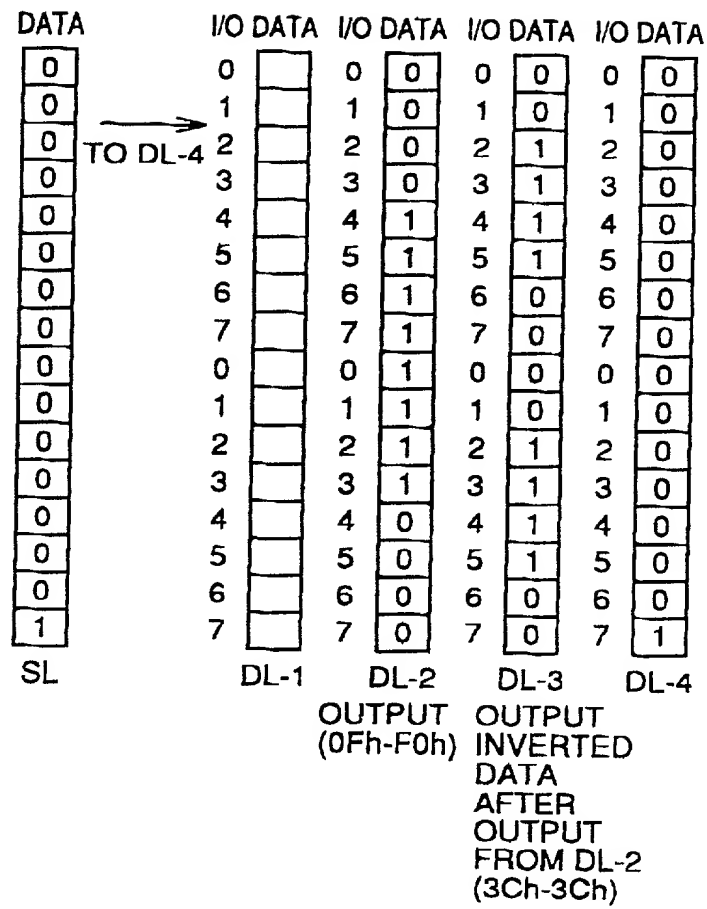 DATA I/O DATA I/O DATA I/O DATA I/O DATA
0 0 0 0 0 0 0 0
0 1 1 0 1 0 1 0
TO DL-4
0 2 2 0 2 1 2 0
0 3 3 0 3 1 3 0
0 4 4 1 4 1 4 0
0 5 5 1 5 1 5 0
0 6 6 1 6 0 6 0
0 7 7 1 7 0 7 0
0 0 0 1 0 0 0 0
0 1 1 1 1 0 1 0
0 2 2 1 2 1 2 0
0 3 3 1 3 1 3 0
0 4 4 0 4 1 4 0
0 5 5 0 5 1 5 0
0 6 6 0 6 0 6 0
1 7 7 0 7 0 7 1
SL DL-1 DL-2 DL-3 DL-4
OUTPUT
(0Fh-F0h)
OUTPUT
INVERTED
DATA
AFTER
OUTPUT
FROM DL-2
(3Ch-3Ch)